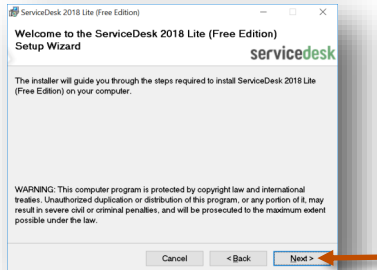 ServiceDesk 2018 Lite (Free Edition)
Welcome to the ServiceDesk 2018 Lite (Free Edition)
Setup Wizard
servicedesk
The installer will guide you through the steps required to install ServiceDesk 2018 Lite
(Free Edition) on your computer.
WARNING: This computer program is protected by copyright law and international
treaties. Unauthorized duplication or distribution of this program, or any portion of it, may
result in severe civil or criminal penalties, and will be prosecuted to the maximum extent
possible under the law.
Cancel < Back Next >